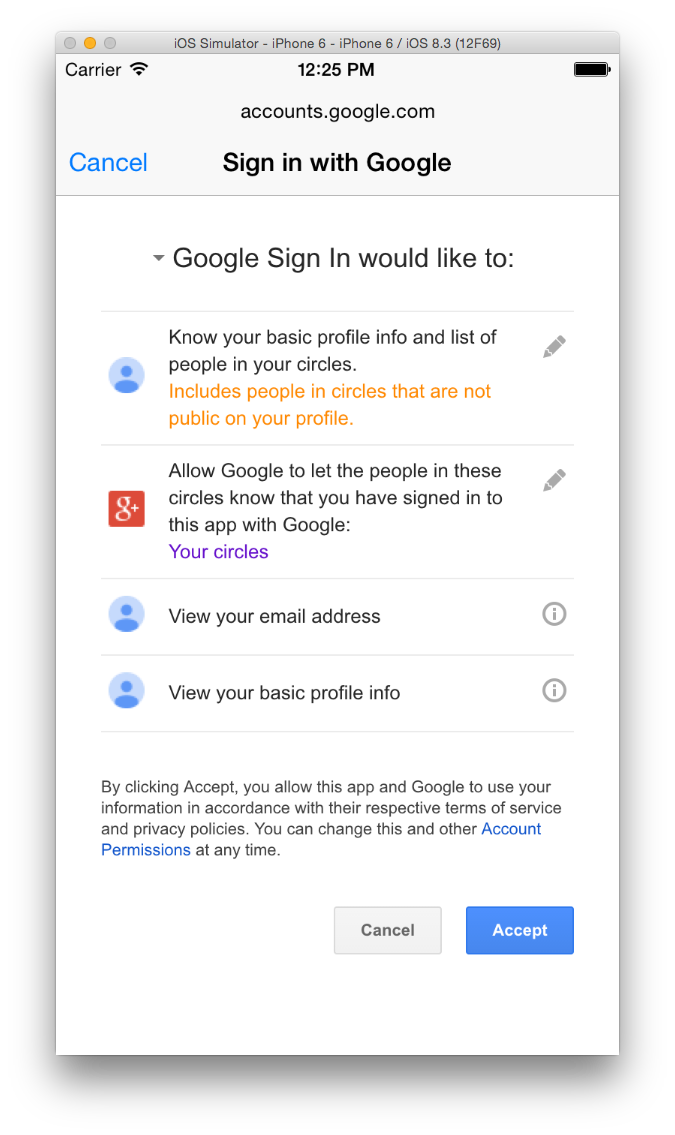 iOS Simulator - iPhone 6 - iPhone 6 / iOS 8.3 (12F69)
Carrier 12:25 PM
accounts.google.com
Cancel Sign in with Google
Google Sign In would like to:
Know your basic profile info and list of
people in your circles.
Includes people in circles that are not
public on your profile.
g+
Allow Google to let the people in these
circles know that you have signed in to
this app with Google:
Your circles
View your email address
View your basic profile info
By clicking Accept, you allow this app and Google to use your
information in accordance with their respective terms of service
and privacy policies. You can change this and other Account
Permissions at any time.
Cancel Accept